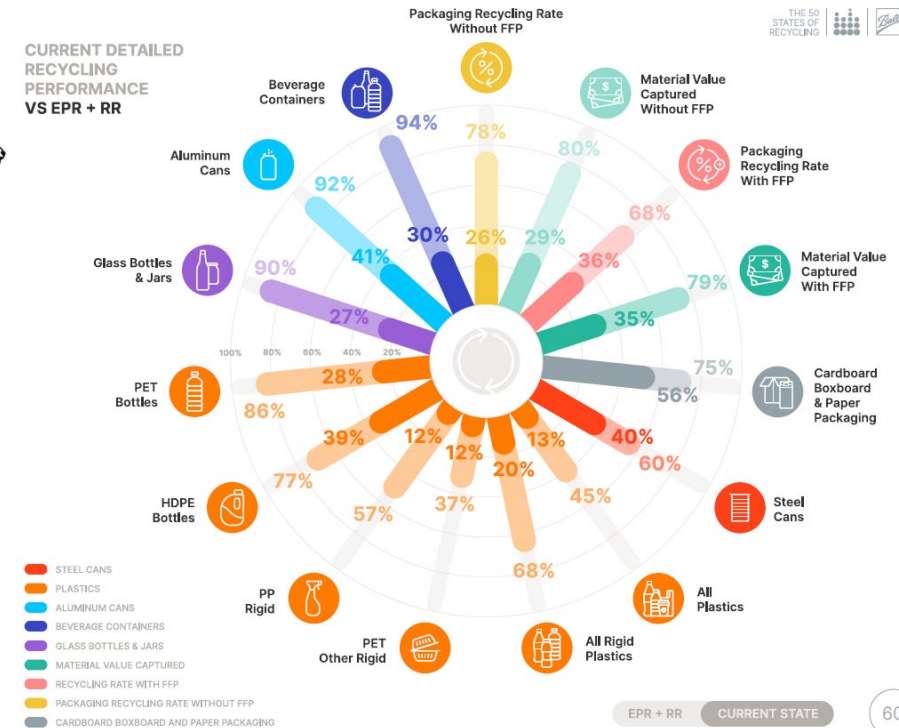 THE 50
STATES OF
RECYCLING
Ball
CURRENT DETAILED
RECYCLING
PERFORMANCE
VS EPR + RR
Packaging Recycling Rate
Without FFP
78%
26%
Material Value
Captured
Without FFP
80%
29%
Packaging
Recycling Rate
With FFP
68%
36%
Material Value
Captured
With FFP
79%
35%
Cardboard
Boxboard
& Paper
Packaging
75%
56%
Steel
Cans
40%
60%
All
Plastics
13%
45%
All Rigid
Plastics
20%
68%
PET
Other Rigid
12%
37%
PP
Rigid
12%
57%
HDPE
Bottles
39%
77%
PET
Bottles
28%
86%
Glass Bottles
& Jars
90%
27%
Aluminum
Cans
92%
41%
Beverage
Containers
94%
30%
100% 80% 60% 40% 20%
STEEL CANS
PLASTICS
ALUMINUM CANS
BEVERAGE CONTAINERS
GLASS BOTTLES & JARS
MATERIAL VALUE CAPTURED
RECYCLING RATE WITH FFP
PACKAGING RECYCLING RATE WITHOUT FFP
CARDBOARD BOXBOARD AND PAPER PACKAGING
EPR + RR CURRENT STATE
60